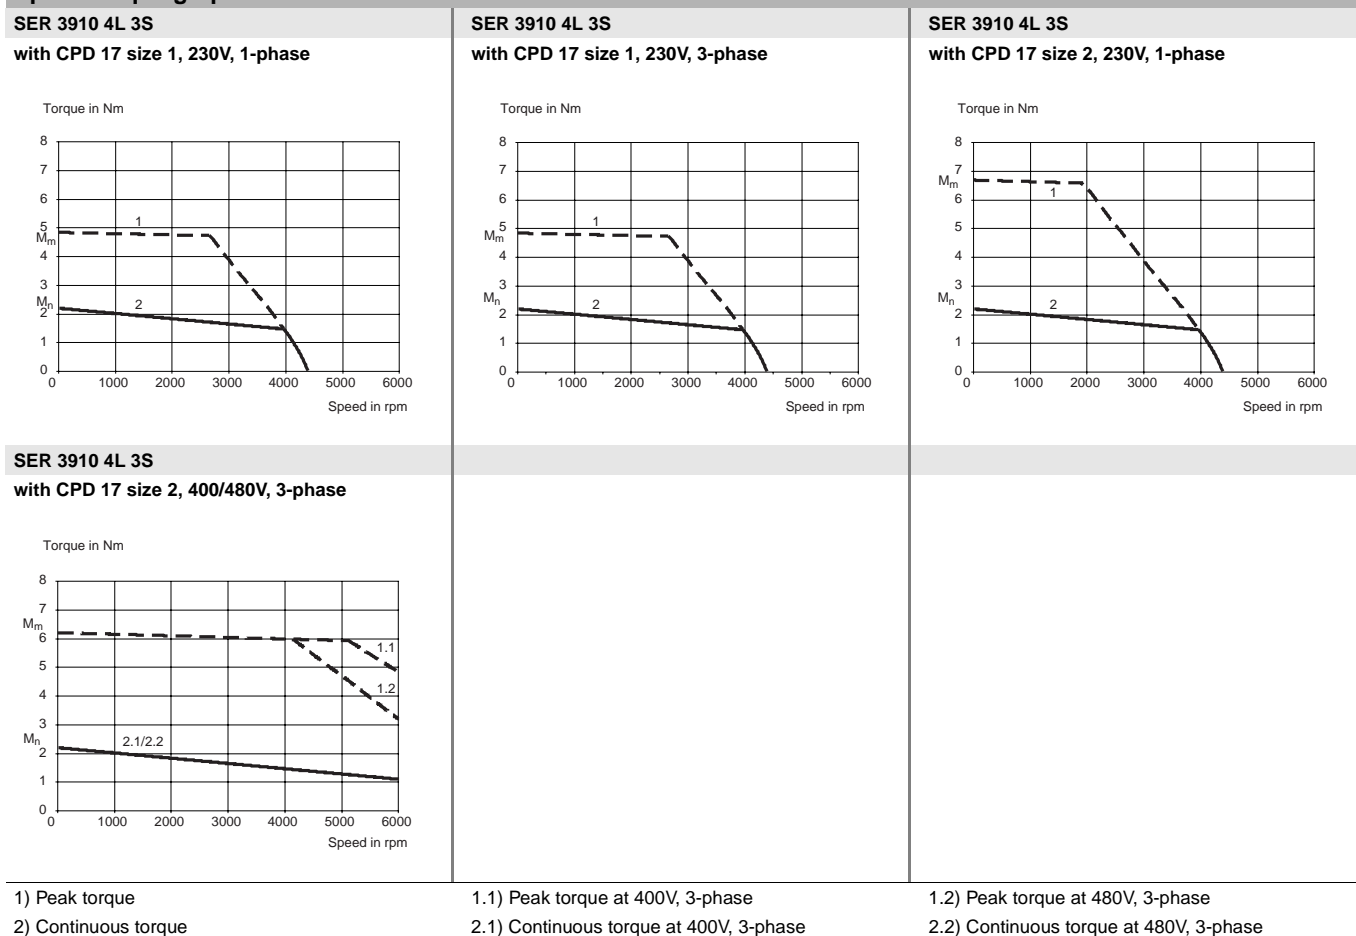 SER 3910 4L 3S
with CPD 17 size 1, 230V, 1-phase
Torque in Nm
8
7
6
5
Mm
4
3
Mn
2
1
0
1
2
0 1000 2000 3000 4000 5000 6000
Speed in rpm
SER 3910 4L 3S
with CPD 17 size 1, 230V, 3-phase
Torque in Nm
8
7
6
5
Mm
4
3
Mn
2
1
0
1
2
0 1000 2000 3000 4000 5000 6000
Speed in rpm
SER 3910 4L 3S
with CPD 17 size 2, 230V, 1-phase
Torque in Nm
8
7
Mm
6
5
4
3
Mn
2
1
0
1
2
0 1000 2000 3000 4000 5000 6000
Speed in rpm
SER 3910 4L 3S
with CPD 17 size 2, 400/480V, 3-phase
Torque in Nm
8
7
Mm
6
5
4
3
Mn
2
1
0
1.1
1.2
2.1/2.2
0 1000 2000 3000 4000 5000 6000
Speed in rpm
1) Peak torque
1.1) Peak torque at 400V, 3-phase
1.2) Peak torque at 480V, 3-phase
2) Continuous torque
2.1) Continuous torque at 400V, 3-phase
2.2) Continuous torque at 480V, 3-phase